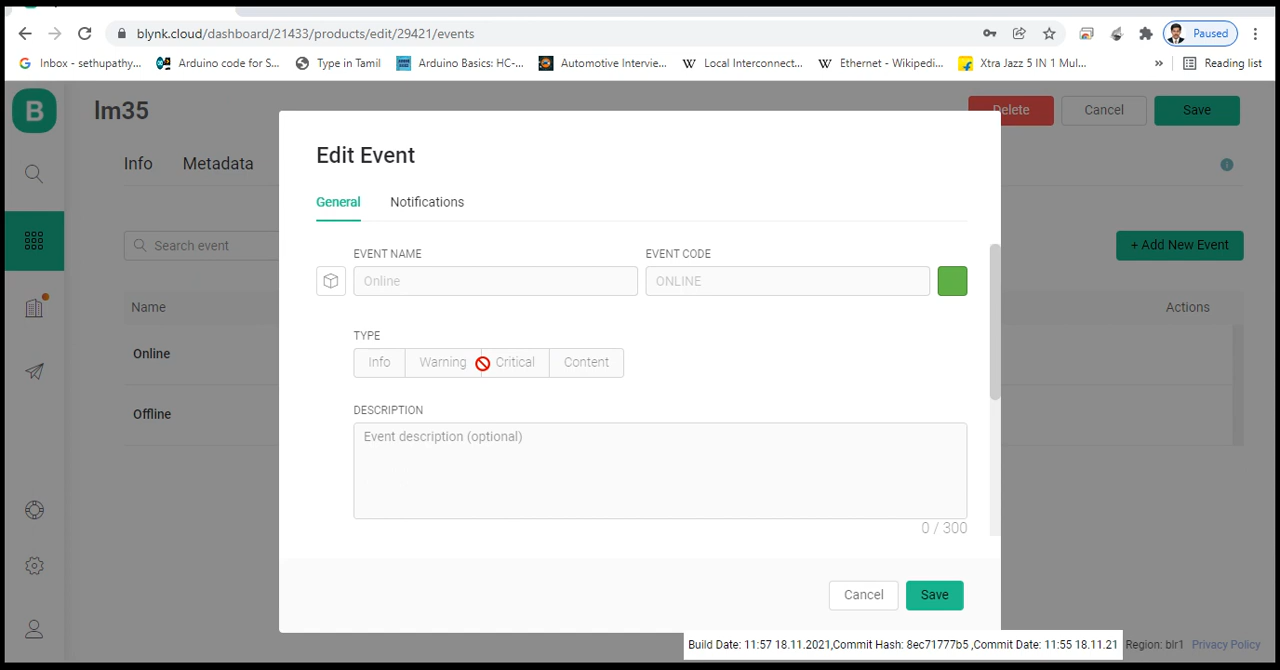 blynk.cloud/dashboard/21433/products/edit/29421/events
Paused
Inbox - sethupathy...
Arduino code for S...
Type in Tamil
Arduino Basics: HC-...
Automotive Intervie...
Local Interconnect...
Ethernet - Wikipedi...
Xtra Jazz 5 IN 1 Mul...
»
Reading list
B
lm35
Delete
Cancel
Save
Info
Metadata
Search event
+ Add New Event
Name
Actions
Online
Offline
Edit Event
General
Notifications
EVENT NAME
EVENT CODE
Online
ONLINE
TYPE
Info
Warning
Critical
Content
DESCRIPTION
Event description (optional)
0 / 300
Cancel
Save
Build Date: 11:57 18.11.2021,Commit Hash: 8ec71777b5 ,Commit Date: 11:55 18.11.21
Region: blr1
Privacy Policy